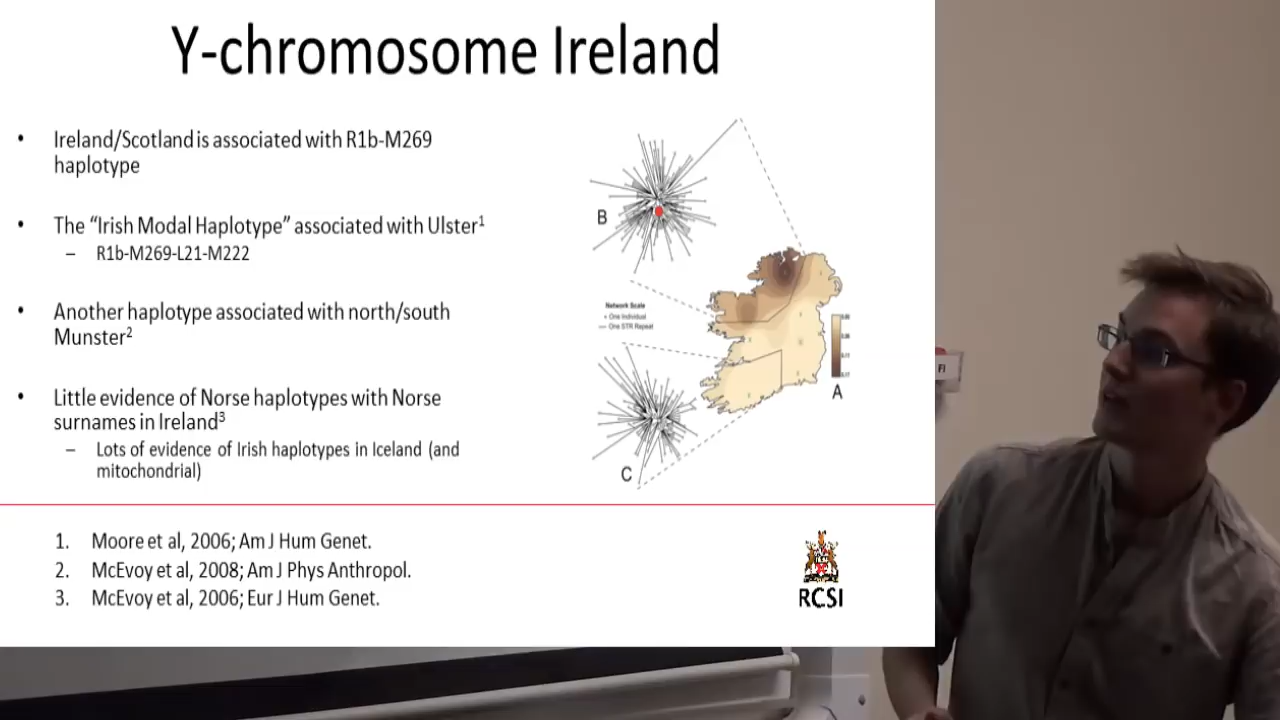 Y-chromosome Ireland
• Ireland/Scotland is associated with R1b-M269
haplotype
• The “Irish Modal Haplotype” associated with Ulster¹
– R1b-M269-L21-M222
• Another haplotype associated with north/south
Munster²
• Little evidence of Norse haplotypes with Norse
surnames in Ireland³
– Lots of evidence of Irish haplotypes in Iceland (and
mitochondrial)
B
Network Scale
• One Individual
— One STR Repeat
A
C
1. Moore et al, 2006; Am J Hum Genet.
2. McEvoy et al, 2008; Am J Phys Anthropol.
3. McEvoy et al, 2006; Eur J Hum Genet.
RCSI
FI